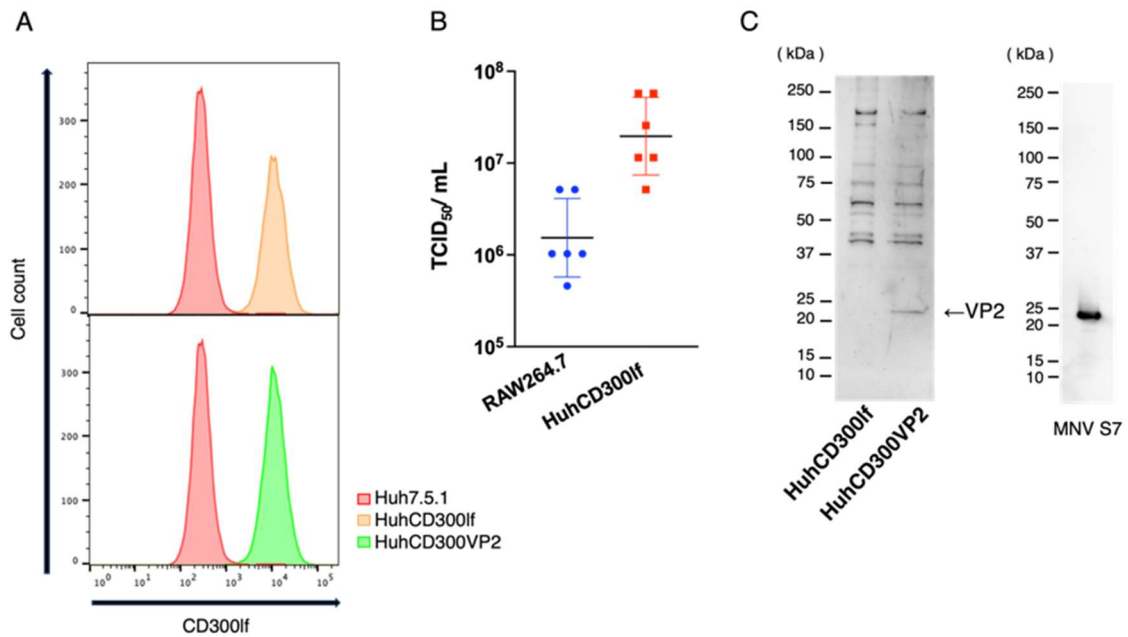 A
Cell count
300
200
100
0
300
200
100
0
10⁰ 10¹ 10² 10³ 10⁴ 10⁵
CD300lf
Huh7.5.1
HuhCD300lf
HuhCD300VP2
B
TCID₅₀/ mL
10⁸
10⁷
10⁶
10⁵
RAW264.7
HuhCD300lf
C
( kDa )
250
150
100
75
50
37
25
20
15
10
←VP2
HuhCD300lf
HuhCD300VP2
( kDa )
250
150
100
75
50
37
25
20
15
10
MNV S7